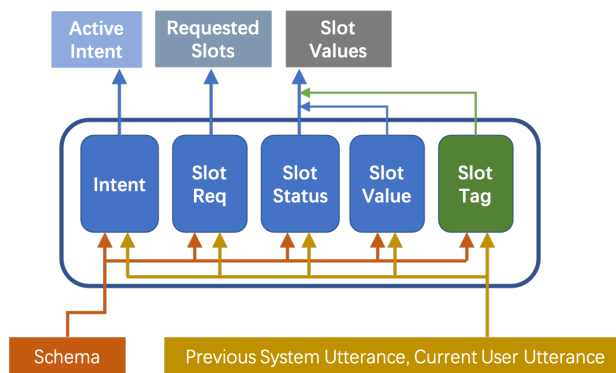 Active
Intent
Requested
Slots
Slot
Values
Intent
Slot
Req
Slot
Status
Slot
Value
Slot
Tag
Schema
Previous System Utterance, Current User Utterance